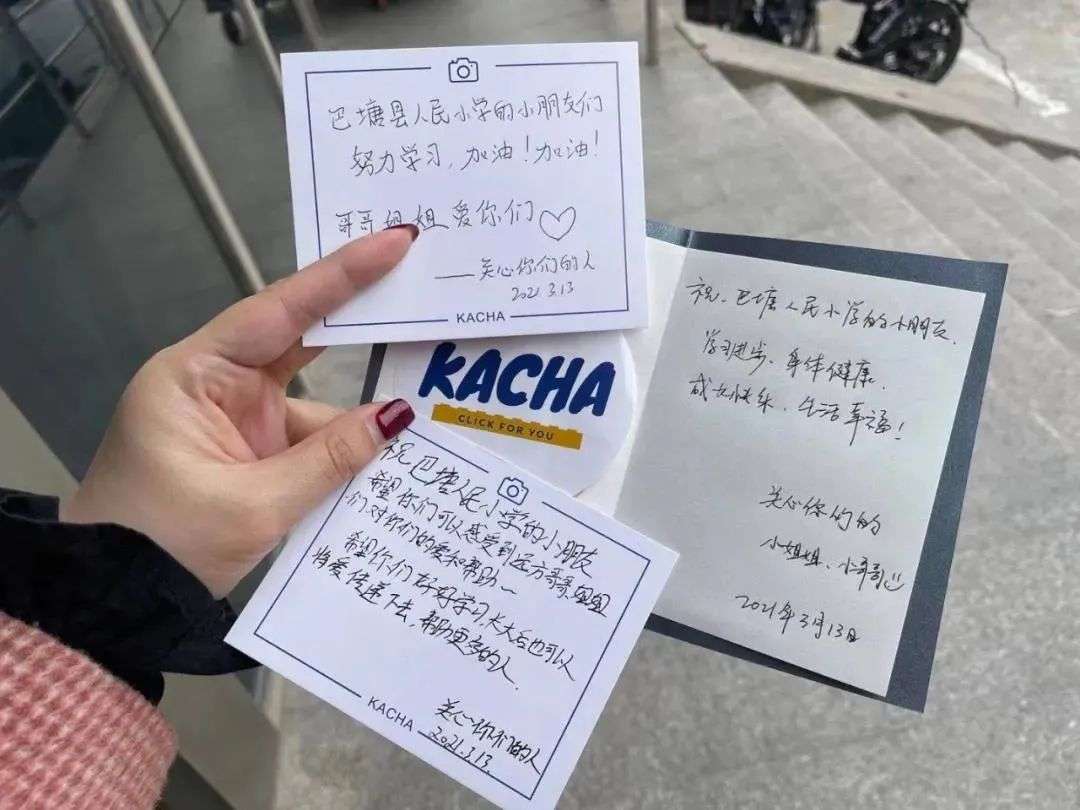 巴塘县人民小学的小朋友们
努力学习,加油!加油!
哥哥姐姐爱你们
——关心你们的人
2021.3.13
KACHA
KACHA
CLICK FOR YOU
祝巴塘人民小学的小朋友
希望你们可以感受到远方哥哥姐姐
们对你们的爱和帮助~
希望你们好好学习,长大后也可以
将爱传递下去,帮助更多的人.
关心你们的人
2021.3.13.
KACHA
祝,巴塘人民小学的小朋友,
学习进步、身体健康、
成长快乐、生活幸福!
关心你们的
小姐姐、小哥哥
2021年3月13日